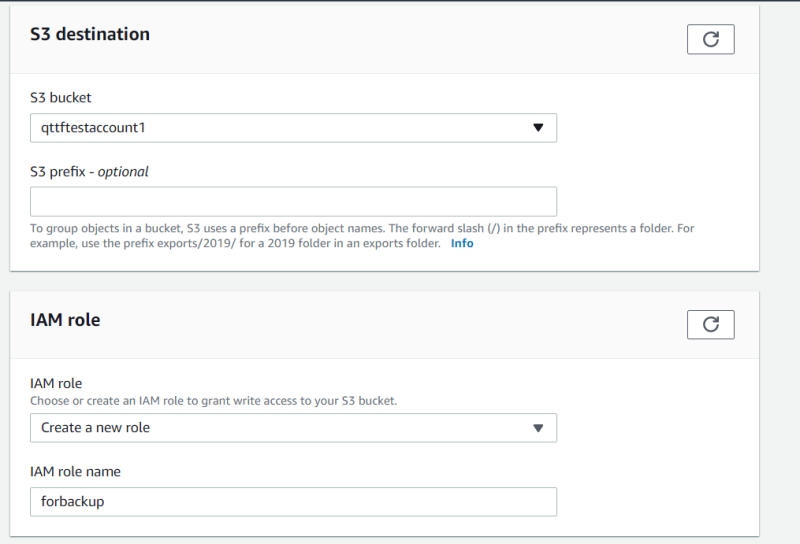 S3 destination
S3 bucket
qttftestaccount1
S3 prefix - optional
To group objects in a bucket, S3 uses a prefix before object names. The forward slash (/) in the prefix represents a folder. For
example, use the prefix exports/2019/ for a 2019 folder in an exports folder. Info
IAM role
IAM role
Choose or create an IAM role to grant write access to your S3 bucket.
Create a new role
IAM role name
forbackup